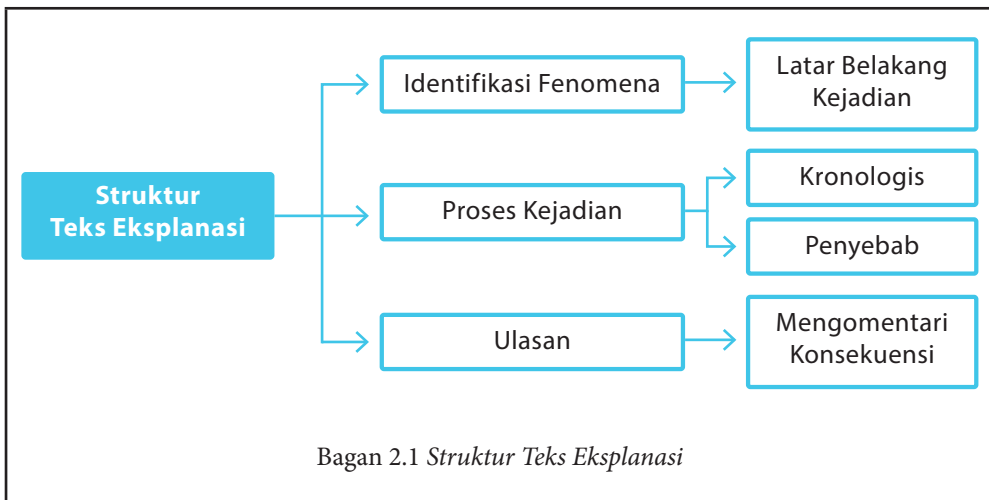 Struktur
Teks Eksplanasi
Identifikasi Fenomena
Latar Belakang
Kejadian
Proses Kejadian
Kronologis
Penyebab
Ulasan
Mengomentari
Konsekuensi
Bagan 2.1 Struktur Teks Eksplanasi